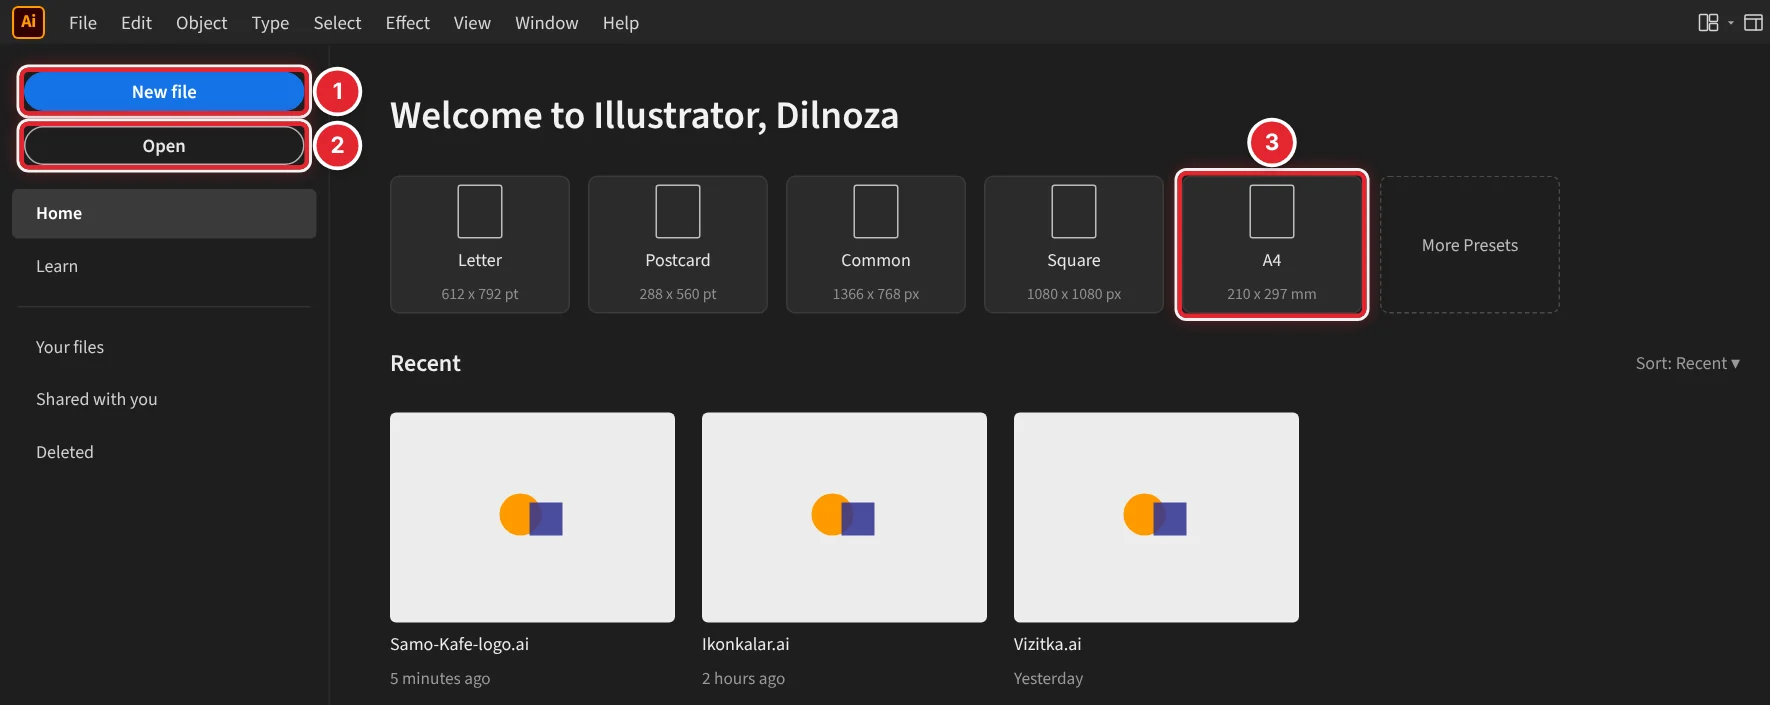 Ai File Edit Object Type Select Effect View Window Help
New file 1
Open 2
Home
Learn
Your files
Shared with you
Deleted
Welcome to Illustrator, Dilnoza
3
Letter
612 x 792 pt
Postcard
288 x 560 pt
Common
1366 x 768 px
Square
1080 x 1080 px
A4
210 x 297 mm
More Presets
Recent
Sort: Recent ▾
Samo-Kafe-logo.ai
5 minutes ago
Ikonkalar.ai
2 hours ago
Vizitka.ai
Yesterday